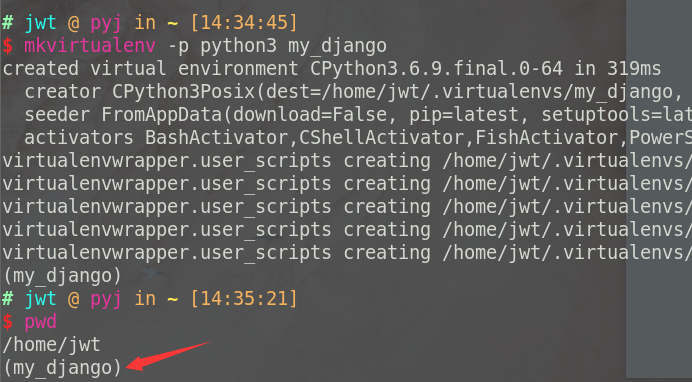 # jwt @ pyj in ~ [14:34:45]
$ mkvirtualenv -p python3 my_django
created virtual environment CPython3.6.9.final.0-64 in 319ms
creator CPython3Posix(dest=/home/jwt/.virtualenvs/my_django,
seeder FromAppData(download=False, pip=latest, setuptools=lat
activators BashActivator,CShellActivator,FishActivator,PowerS
virtualenvwrapper.user_scripts creating /home/jwt/.virtualenvs/
virtualenvwrapper.user_scripts creating /home/jwt/.virtualenvs/
virtualenvwrapper.user_scripts creating /home/jwt/.virtualenvs/
virtualenvwrapper.user_scripts creating /home/jwt/.virtualenvs/
virtualenvwrapper.user_scripts creating /home/jwt/.virtualenvs/
(my_django)
# jwt @ pyj in ~ [14:35:21]
$ pwd
/home/jwt
(my_django)